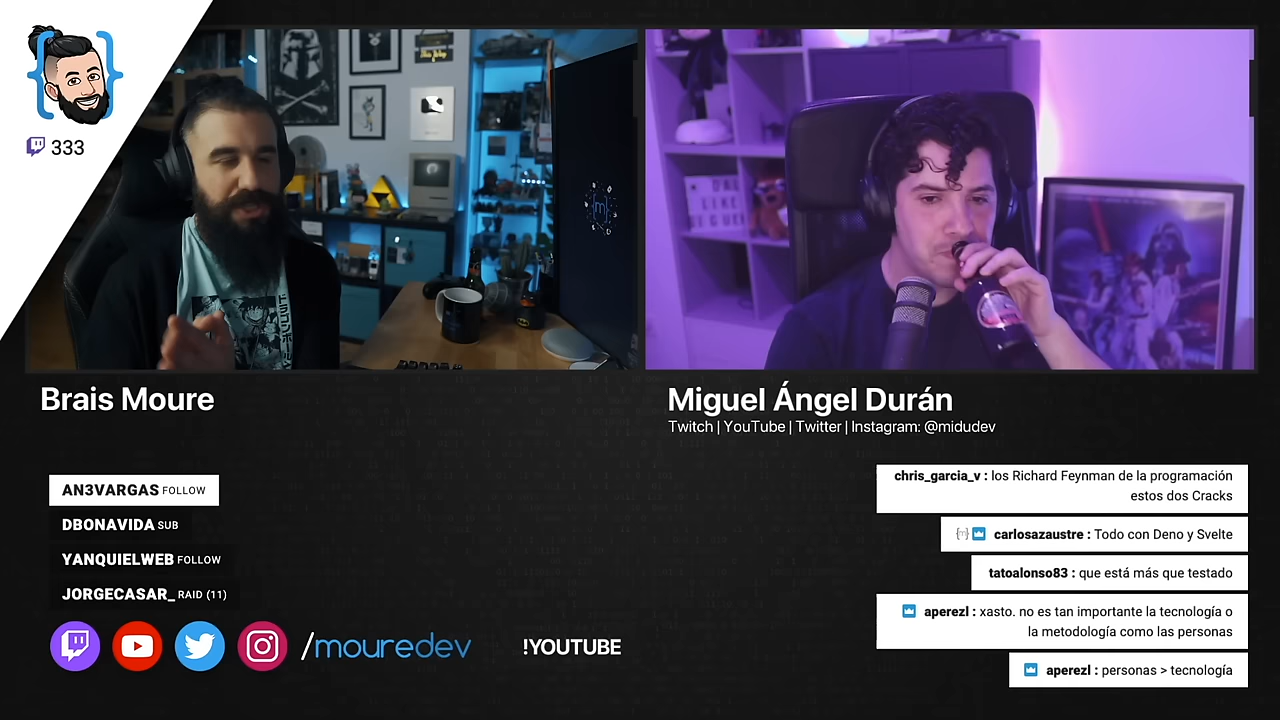 333
DAL
LIKE
SEGUE
Brais Moure
Miguel Ángel Durán
Twitch | YouTube | Twitter | Instagram: @midudev
AN3VARGAS FOLLOW
DBONAVIDA SUB
YANQUIELWEB FOLLOW
JORGECASAR_ RAID (11)
/mouredev
!YOUTUBE
chris_garcia_v : los Richard Feynman de la programación
estos dos Cracks
carlosazaustre : Todo con Deno y Svelte
tatoalonso83 : que está más que testado
aperezl : xasto. no es tan importante la tecnología o
la metodología como las personas
aperezl : personas > tecnología